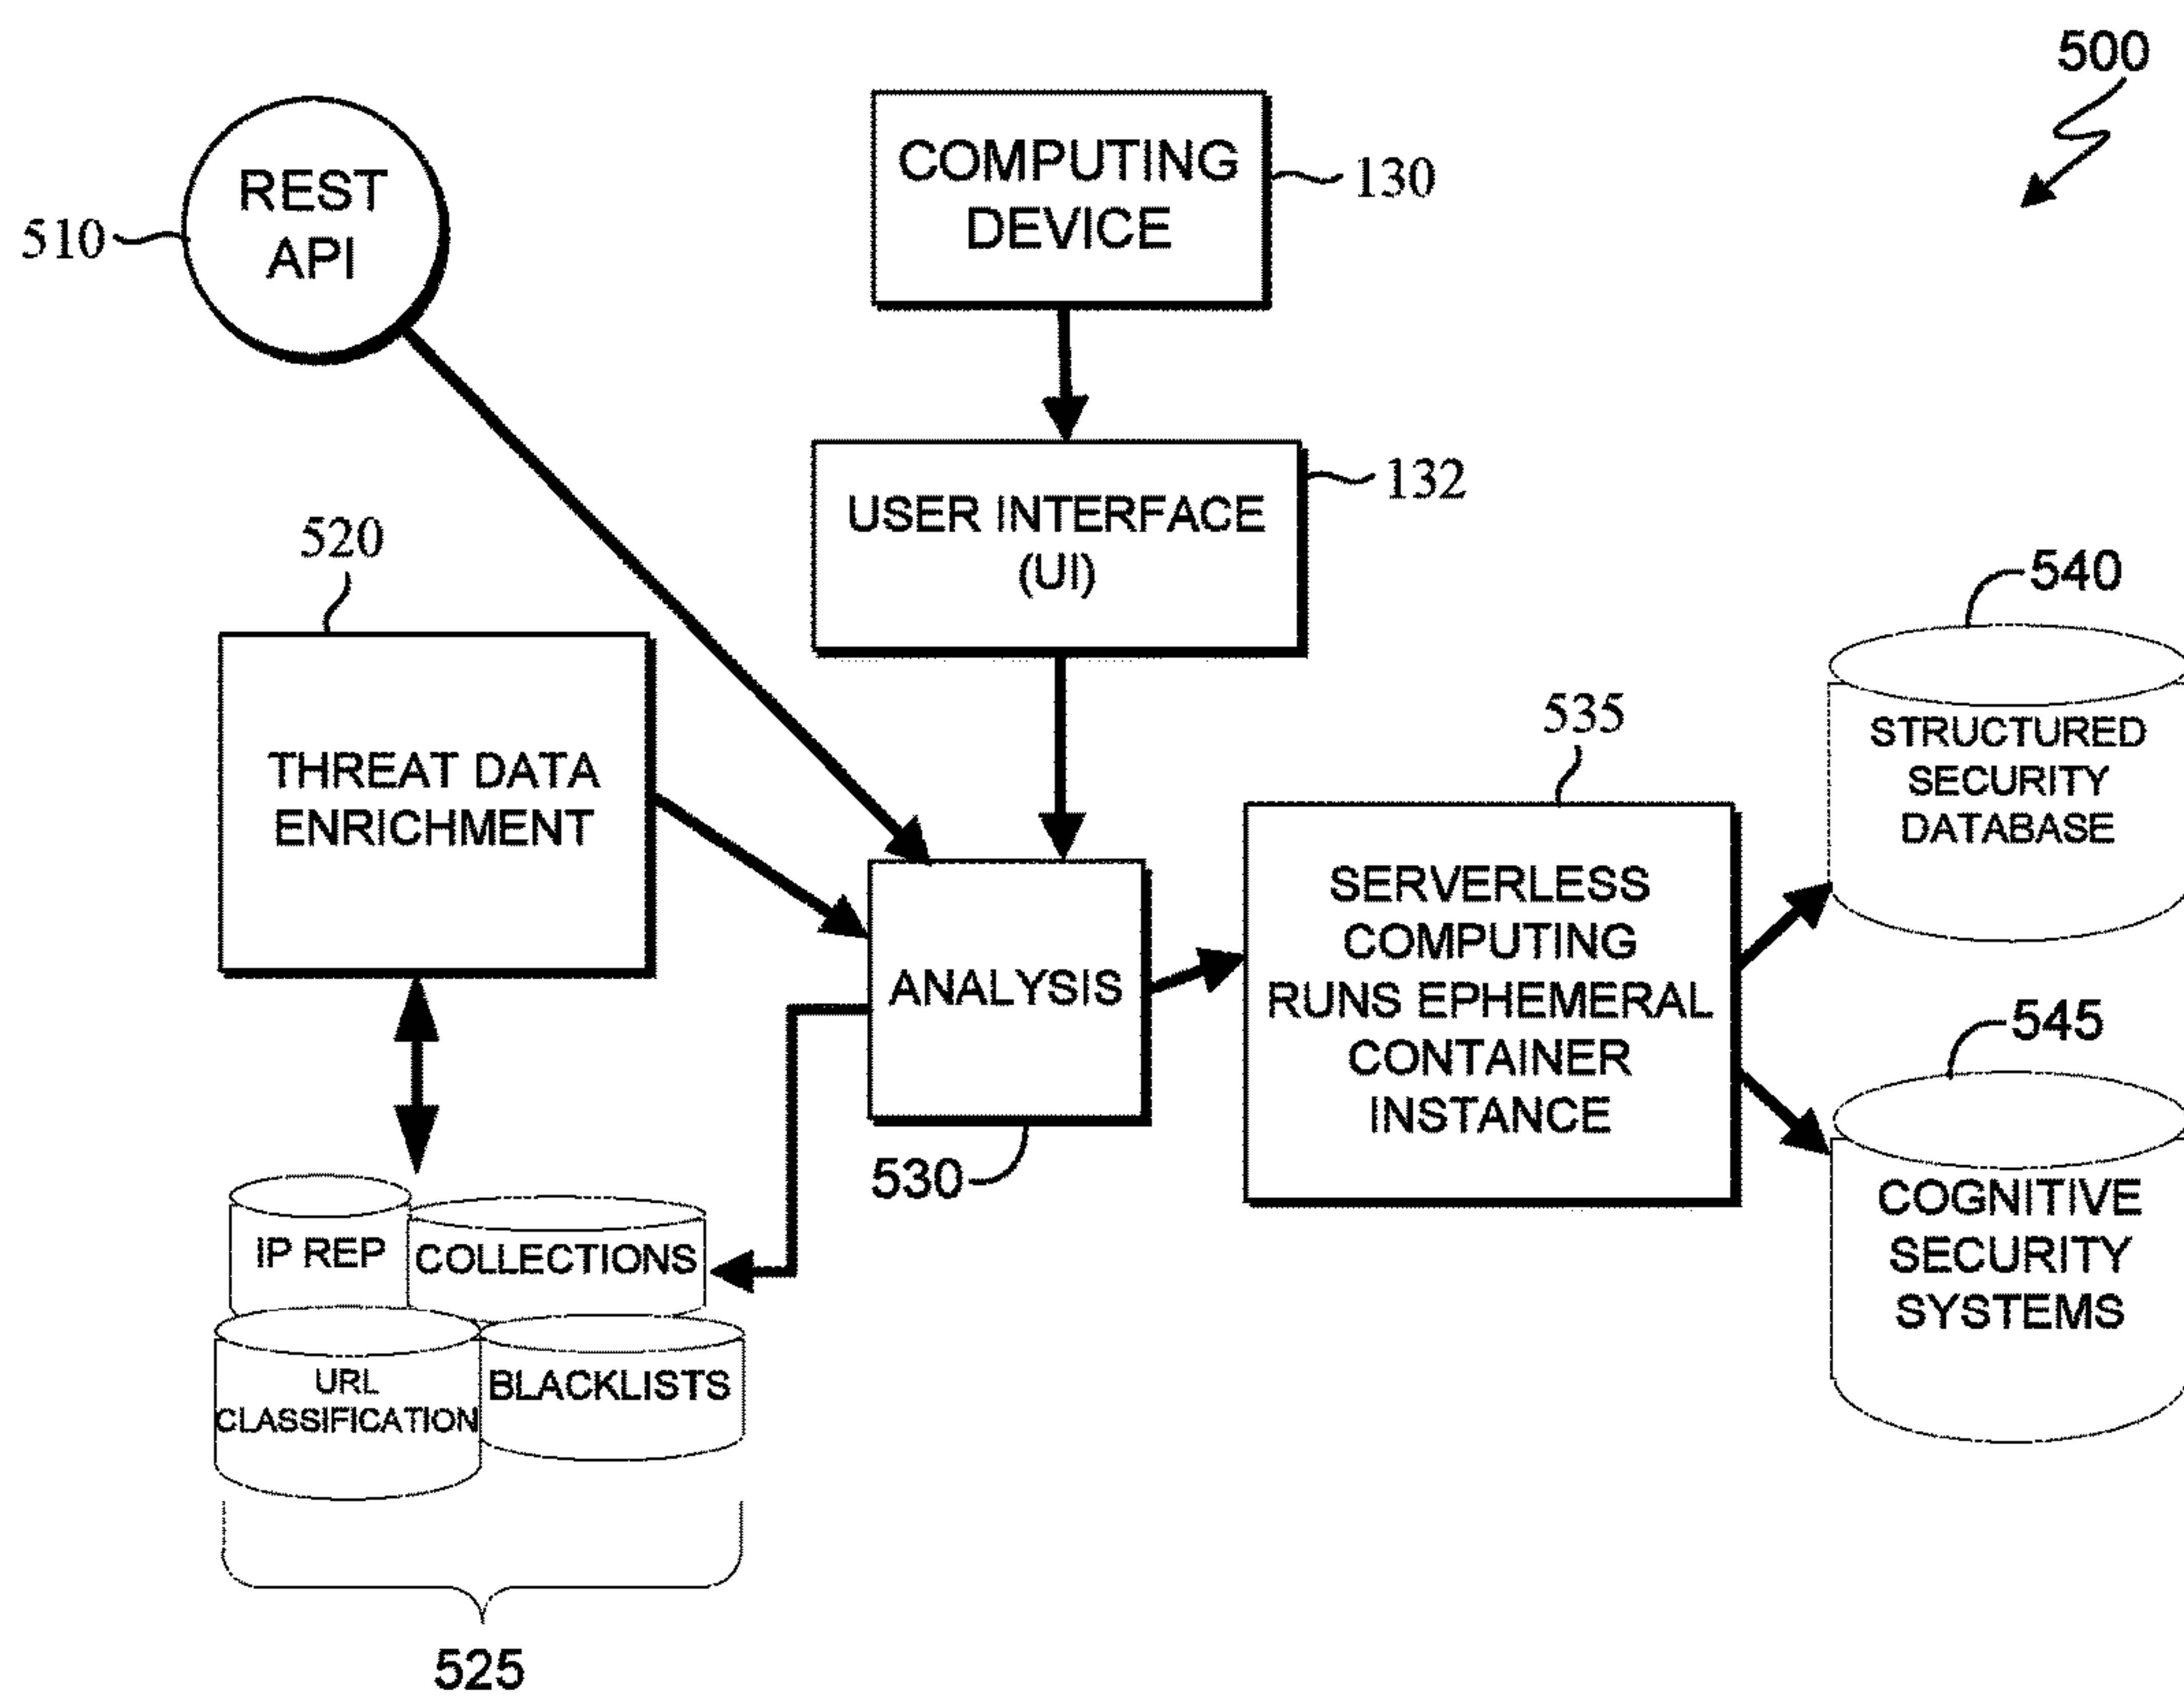 500
REST
API
510
COMPUTING
DEVICE
130
USER INTERFACE
(UI)
132
520
THREAT DATA
ENRICHMENT
540
STRUCTURED
SECURITY
DATABASE
535
SERVERLESS
COMPUTING
RUNS EPHEMERAL
CONTAINER
INSTANCE
ANALYSIS
530
545
COGNITIVE
SECURITY
SYSTEMS
IP REP
COLLECTIONS
URL
CLASSIFICATION
BLACKLISTS
525